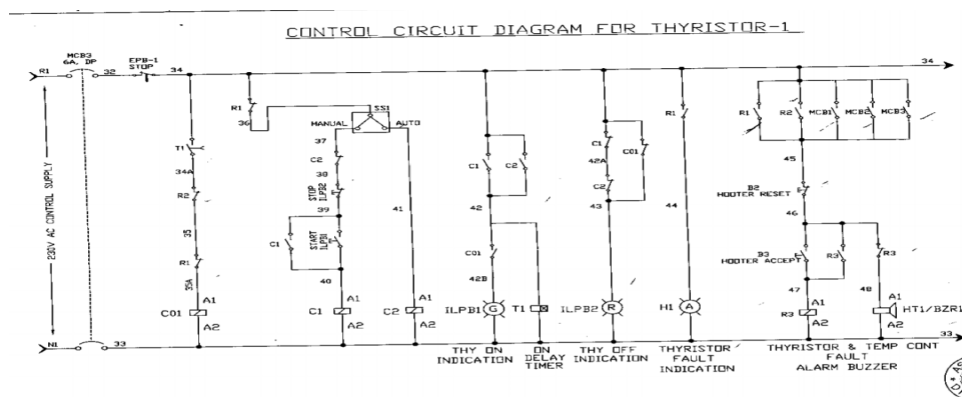 CONTROL CIRCUIT DIAGRAM FOR THYRISTOR-1
MCB3
6A, DP
EPB-1
STOP
R1
32
34
34
R1
36
SS1
MANUAL
AUTO
37
T1
34A
C2
38
R2
STOP
ILPB2
39
35
41
C1
START
ILPB1
R1
40
35A
230V AC CONTROL SUPPLY
A1
C01
A2
A1
C1
A2
A1
C2
A2
C1
C2
42
C01
42B
ILPB1
G
T1
C1
42A
C01
C2
43
ILPB2
R
R1
44
H1
A
R1
R2
MCB1
MCB2
MCB3
45
B2
HOOTER RESET
46
B3
HOOTER ACCEPT
R3
R3
47
48
A1
R3
A2
A1
HT1/BZR1
A2
N1
33
33
THY ON
INDICATION
ON
DELAY
TIMER
THY OFF
INDICATION
THYRISTOR
FAULT
INDICATION
THYRISTOR & TEMP CONT
FAULT
ALARM BUZZER